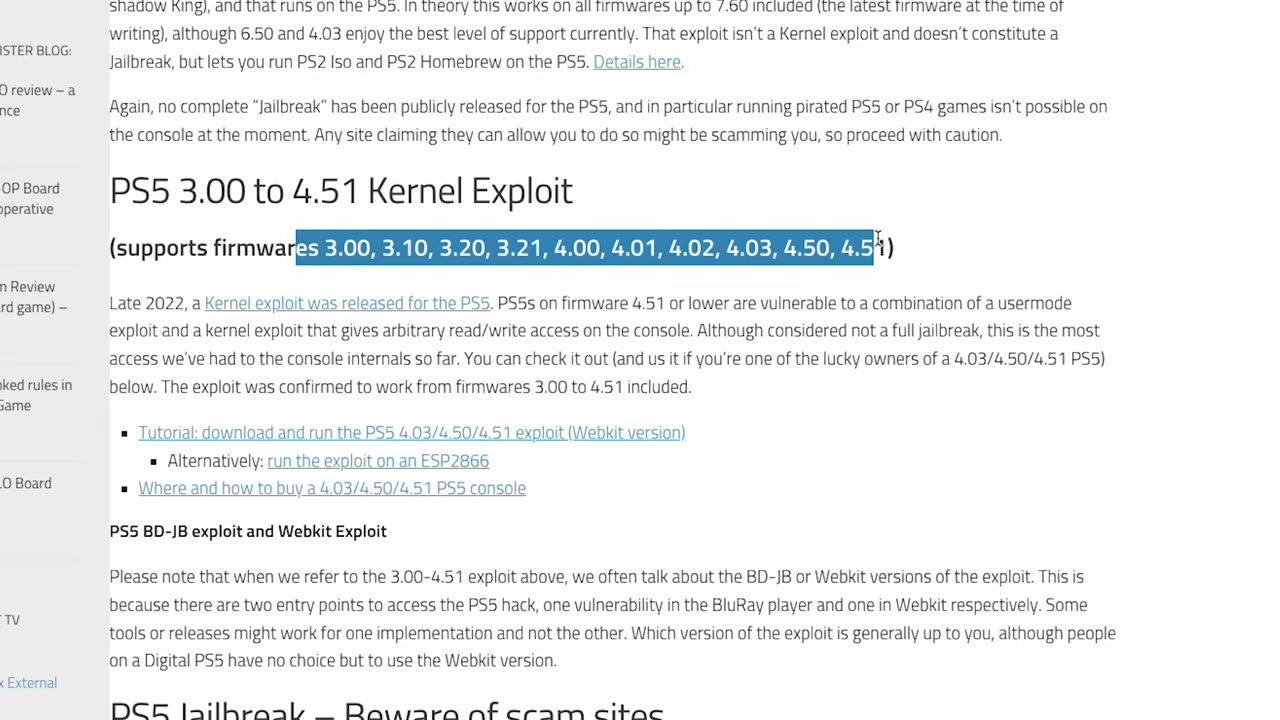 shadow King), and that runs on the PS5. In theory this works on all firmwares up to 7.60 included (the latest firmware at the time of
writing), although 6.50 and 4.03 enjoy the best level of support currently. That exploit isn't a Kernel exploit and doesn't constitute a
Jailbreak, but lets you run PS2 Iso and PS2 Homebrew on the PS5. Details here.
Again, no complete “Jailbreak” has been publicly released for the PS5, and in particular running pirated PS5 or PS4 games isn't possible on
the console at the moment. Any site claiming they can allow you to do so might be scamming you, so proceed with caution.
PS5 3.00 to 4.51 Kernel Exploit
(supports firmwares 3.00, 3.10, 3.20, 3.21, 4.00, 4.01, 4.02, 4.03, 4.50, 4.51)
Late 2022, a Kernel exploit was released for the PS5. PS5s on firmware 4.51 or lower are vulnerable to a combination of a usermode
exploit and a kernel exploit that gives arbitrary read/write access on the console. Although considered not a full jailbreak, this is the most
access we've had to the console internals so far. You can check it out (and us it if you're one of the lucky owners of a 4.03/4.50/4.51 PS5)
below. The exploit was confirmed to work from firmwares 3.00 to 4.51 included.
Tutorial: download and run the PS5 4.03/4.50/4.51 exploit (Webkit version)
Alternatively: run the exploit on an ESP2866
Where and how to buy a 4.03/4.50/4.51 PS5 console
PS5 BD-JB exploit and Webkit Exploit
Please note that when we refer to the 3.00-4.51 exploit above, we often talk about the BD-JB or Webkit versions of the exploit. This is
because there are two entry points to access the PS5 hack, one vulnerability in the BluRay player and one in Webkit respectively. Some
tools or releases might work for one implementation and not the other. Which version of the exploit is generally up to you, although people
on a Digital PS5 have no choice but to use the Webkit version.
PS5 Jailbreak – Beware of scam sites
ISTER BLOG:
O review – a
nce
-OP Board
operative
m Review
rd game) –
oked rules in
Game
LO Board
T TV
x External